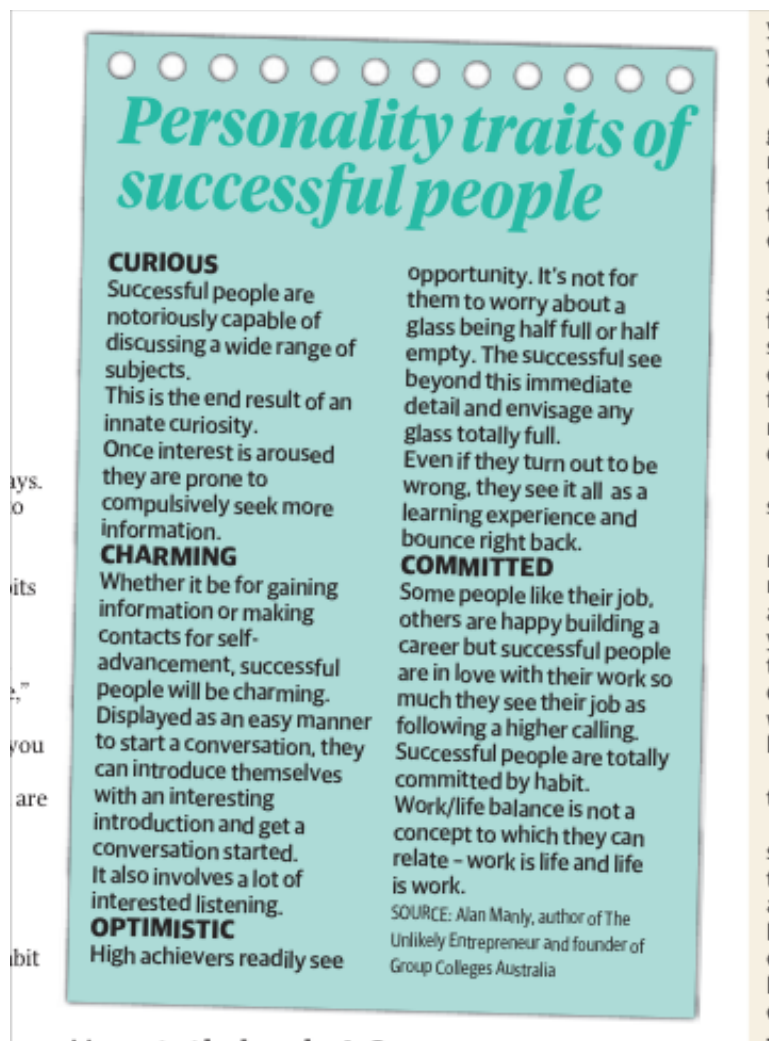 Personality traits of
successful people
CURIOUS
Successful people are
notoriously capable of
discussing a wide range of
subjects.
This is the end result of an
innate curiosity.
Once interest is aroused
they are prone to
compulsively seek more
information.
CHARMING
Whether it be for gaining
information or making
contacts for self-
advancement, successful
people will be charming.
Displayed as an easy manner
to start a conversation, they
can introduce themselves
with an interesting
introduction and get a
conversation started.
It also involves a lot of
interested listening.
OPTIMISTIC
High achievers readily see
opportunity. It's not for
them to worry about a
glass being half full or half
empty. The successful see
beyond this immediate
detail and envisage any
glass totally full.
Even if they turn out to be
wrong, they see it all as a
learning experience and
bounce right back.
COMMITTED
Some people like their job,
others are happy building a
career but successful people
are in love with their work so
much they see their job as
following a higher calling.
Successful people are totally
committed by habit.
Work/life balance is not a
concept to which they can
relate – work is life and life
is work.
SOURCE: Alan Manly, author of The
Unlikely Entrepreneur and founder of
Group Colleges Australia
you
are